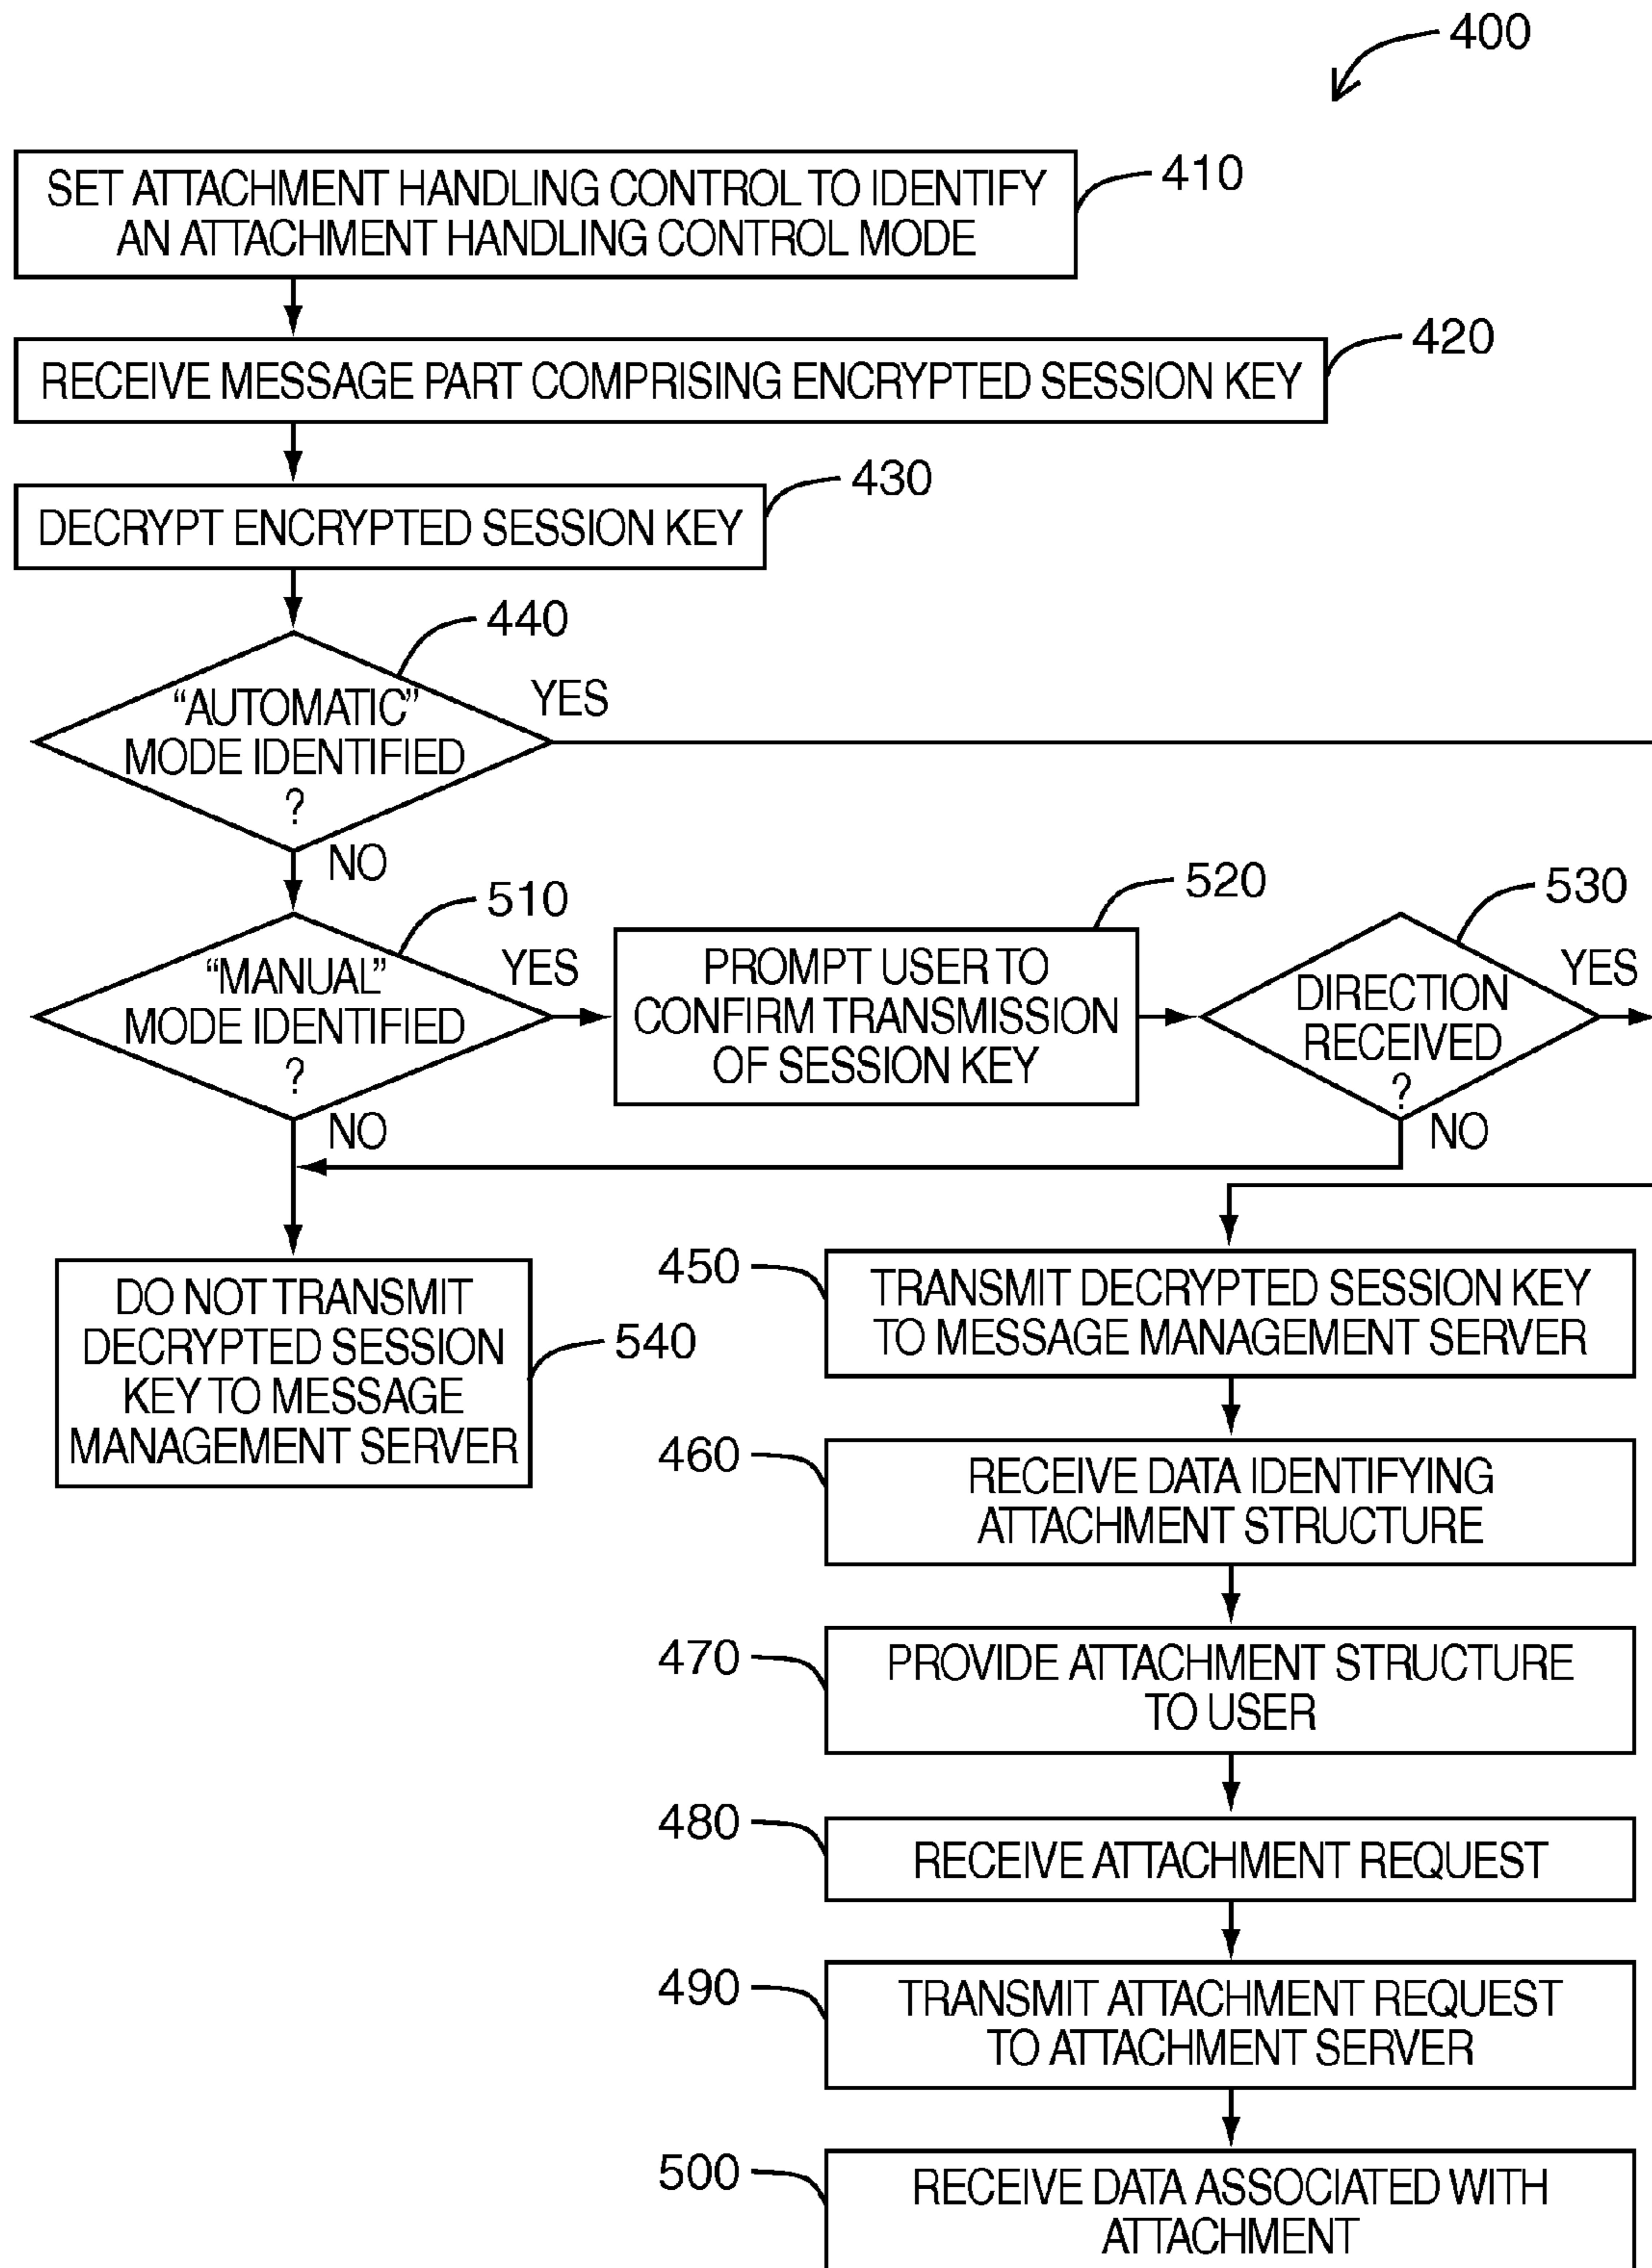 400
SET ATTACHMENT HANDLING CONTROL TO IDENTIFY
AN ATTACHMENT HANDLING CONTROL MODE
410
RECEIVE MESSAGE PART COMPRISING ENCRYPTED SESSION KEY
420
DECRYPT ENCRYPTED SESSION KEY
430
440
“AUTOMATIC”
MODE IDENTIFIED
?
YES
NO
510
“MANUAL”
MODE IDENTIFIED
?
YES
NO
520
PROMPT USER TO
CONFIRM TRANSMISSION
OF SESSION KEY
530
DIRECTION
RECEIVED
?
YES
NO
DO NOT TRANSMIT
DECRYPTED SESSION
KEY TO MESSAGE
MANAGEMENT SERVER
540
450
TRANSMIT DECRYPTED SESSION KEY
TO MESSAGE MANAGEMENT SERVER
460
RECEIVE DATA IDENTIFYING
ATTACHMENT STRUCTURE
470
PROVIDE ATTACHMENT STRUCTURE
TO USER
480
RECEIVE ATTACHMENT REQUEST
490
TRANSMIT ATTACHMENT REQUEST
TO ATTACHMENT SERVER
500
RECEIVE DATA ASSOCIATED WITH
ATTACHMENT